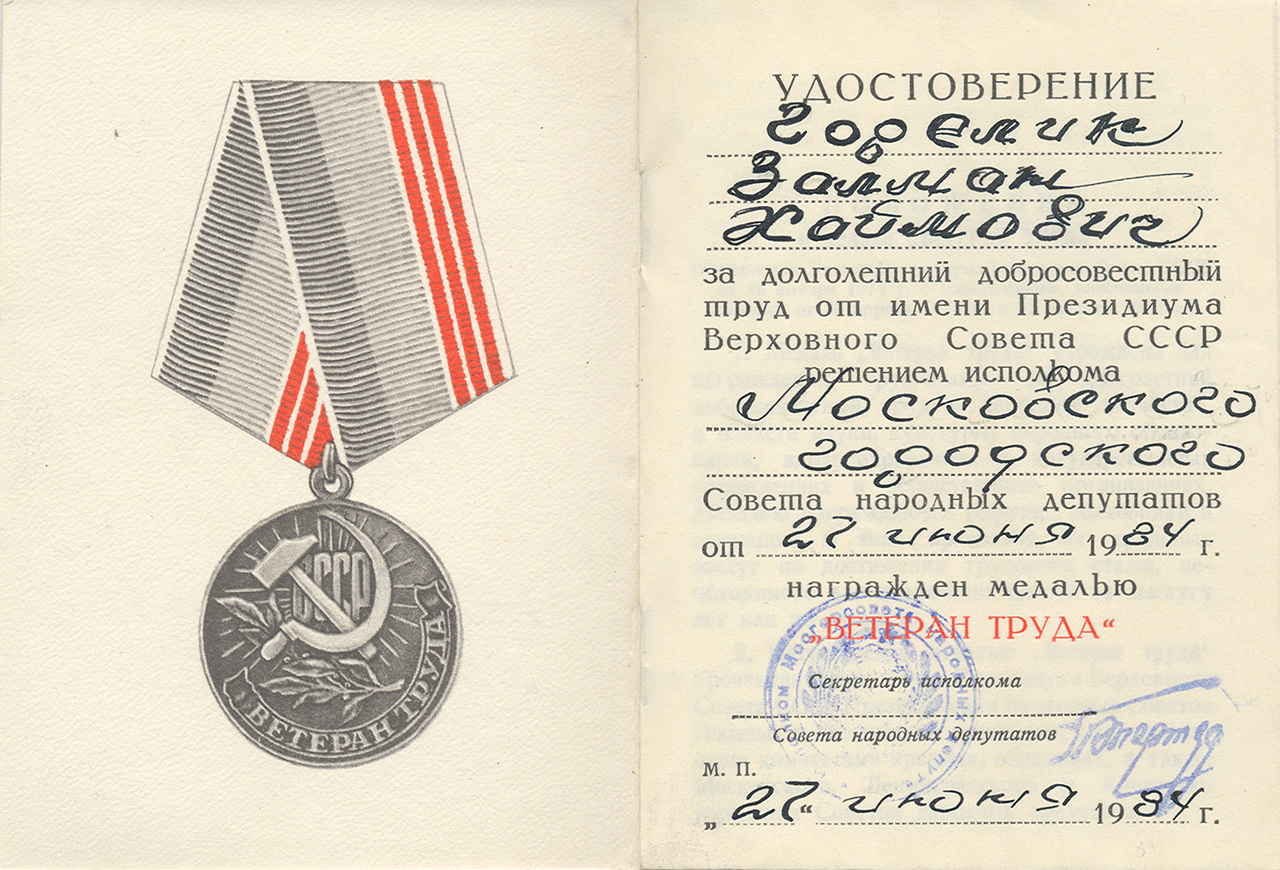 СССР
ВЕТЕРАН ТРУДА
УДОСТОВЕРЕНИЕ
Горелик
Залман
Хаймович
за долголетний добросовестный
труд от имени Президиума
Верховного Совета СССР
решением исполкома
Московского
городского
Совета народных депутатов
от 27 июня 1984 г.
награжден медалью
„ВЕТЕРАН ТРУДА“
Мосгорсовета народных
Секретарь исполкома
Совета народных депутатов
М. П.
„27“ июня 1984 г.